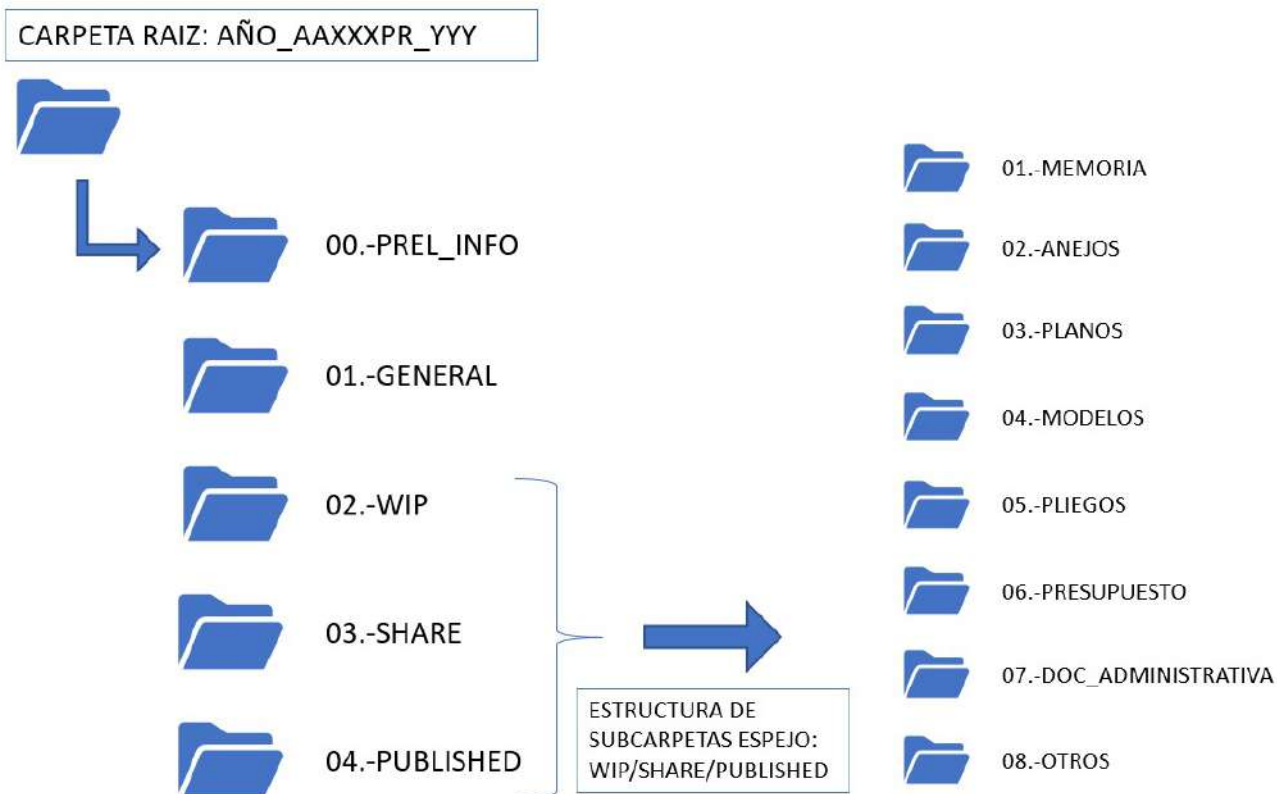 CARPETA RAIZ: AÑO_AAXXXPR_YYY
00.-PREL_INFO
01.-GENERAL
02.-WIP
03.-SHARE
04.-PUBLISHED
ESTRUCTURA DE
SUBCARPETAS ESPEJO:
WIP/SHARE/PUBLISHED
01.-MEMORIA
02.-ANEJOS
03.-PLANOS
04.-MODELOS
05.-PLIEGOS
06.-PRESUPUESTO
07.-DOC_ADMINISTRATIVA
08.-OTROS